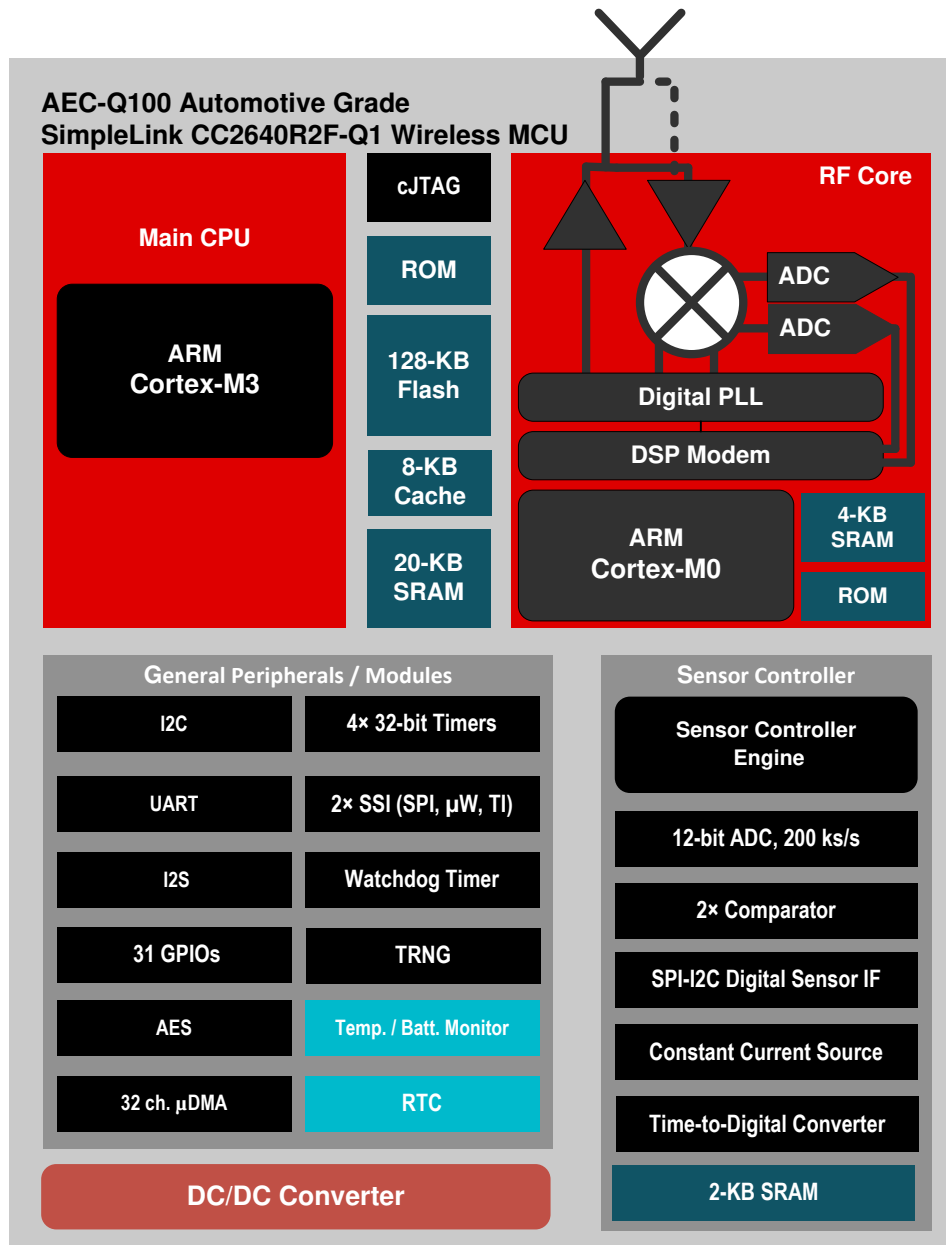 AEC-Q100 Automotive Grade
SimpleLink CC2640R2F-Q1 Wireless MCU
Main CPU
ARM
Cortex-M3
cJTAG
ROM
128-KB
Flash
8-KB
Cache
20-KB
SRAM
RF Core
ADC
ADC
Digital PLL
DSP Modem
ARM
Cortex-M0
4-KB
SRAM
ROM
General Peripherals / Modules
I2C
4× 32-bit Timers
UART
2× SSI (SPI, µW, TI)
I2S
Watchdog Timer
31 GPIOs
TRNG
AES
Temp. / Batt. Monitor
32 ch. µDMA
RTC
Sensor Controller
Sensor Controller
Engine
12-bit ADC, 200 ks/s
2× Comparator
SPI-I2C Digital Sensor IF
Constant Current Source
Time-to-Digital Converter
2-KB SRAM
DC/DC Converter